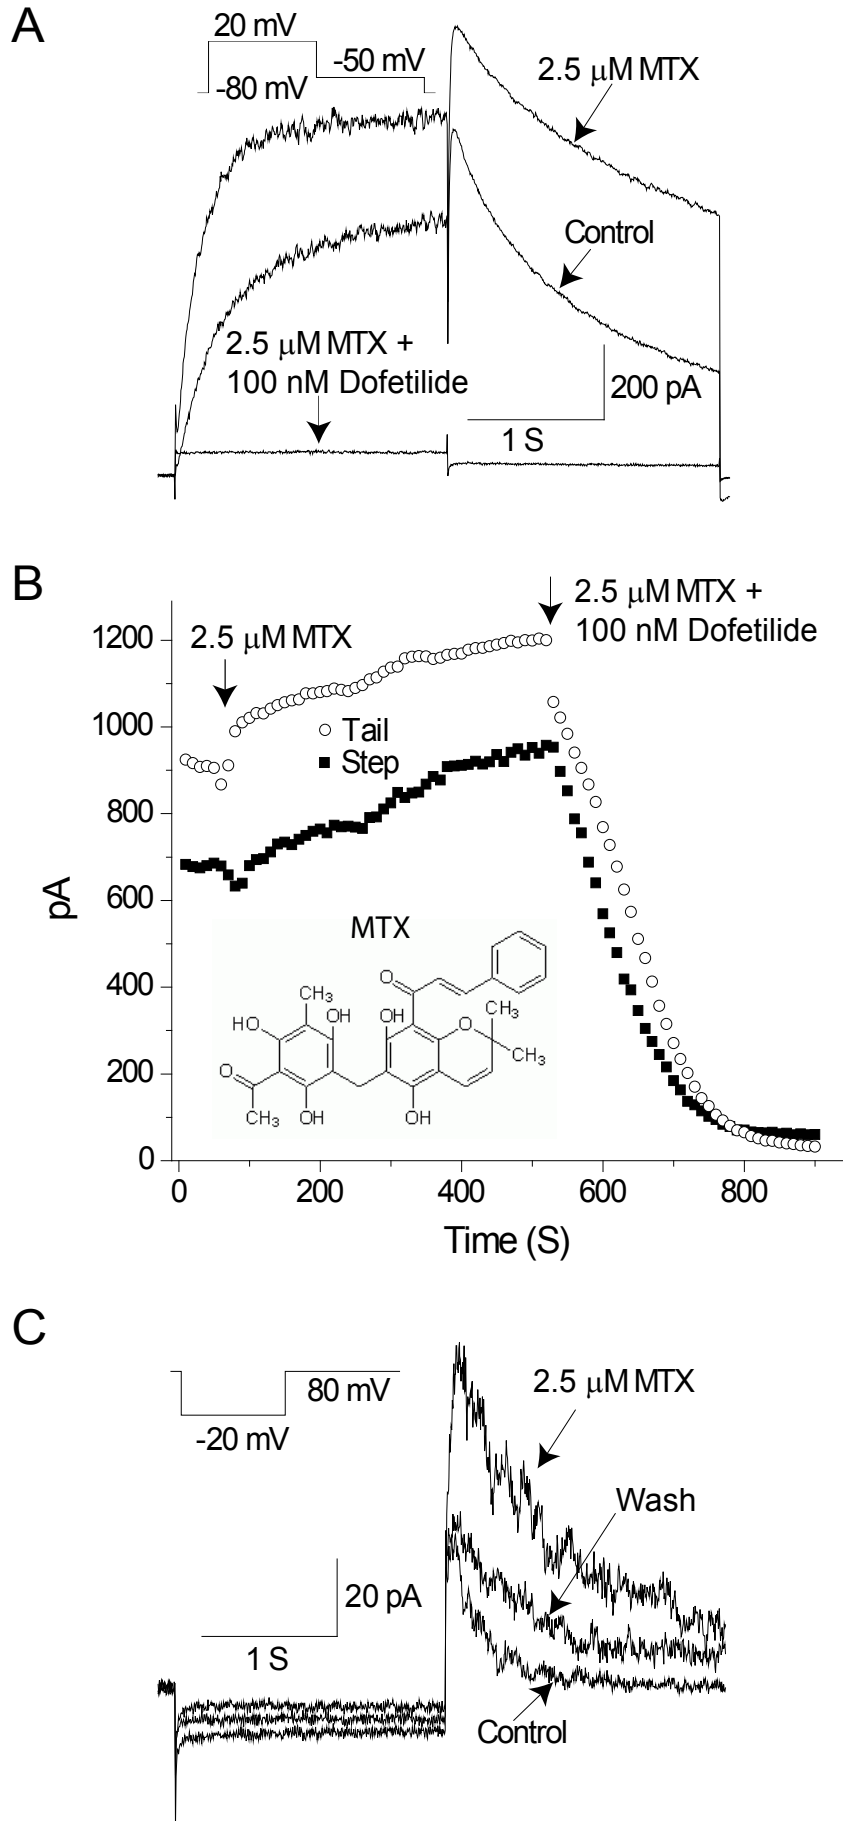 A
20 mV
-50 mV
-80 mV
2.5 μM MTX
Control
2.5 μM MTX +
100 nM Dofetilide
200 pA
1 S
B
2.5 μM MTX
2.5 μM MTX +
100 nM Dofetilide
1200
1000
800
600
400
200
0
pA
Tail
Step
MTX
CH3
HO
OH
O
CH3
OH
OH
O
O
CH3
CH3
OH
0
200
400
600
800
Time (S)
C
80 mV
-20 mV
2.5 μM MTX
Wash
20 pA
1 S
Control